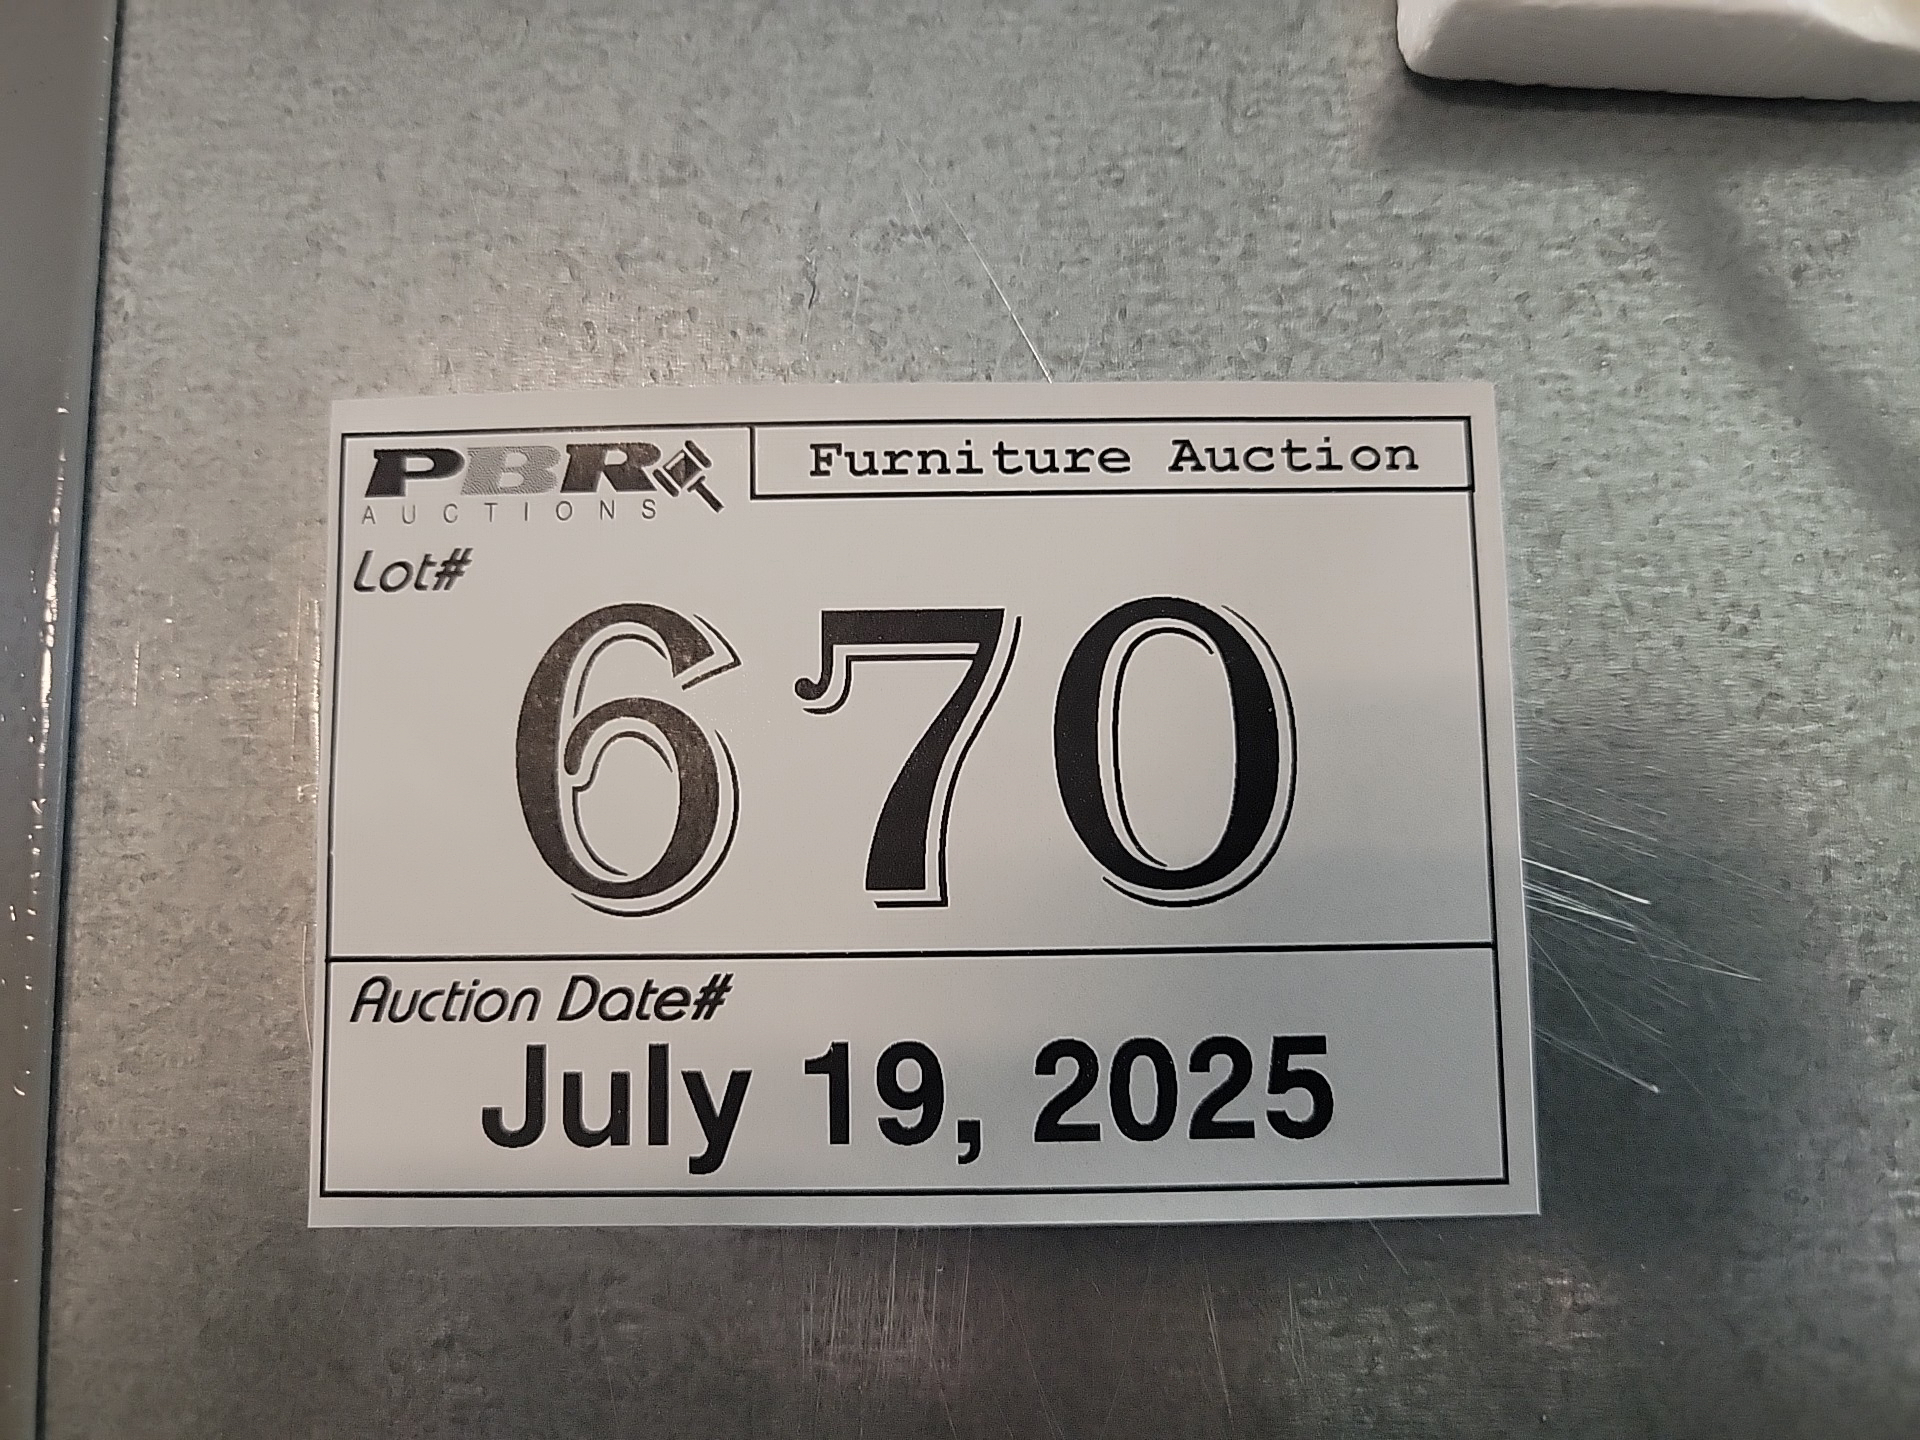 PBR
AUCTIONS
Furniture Auction
Lot#
670
Auction Date#
July 19, 2025